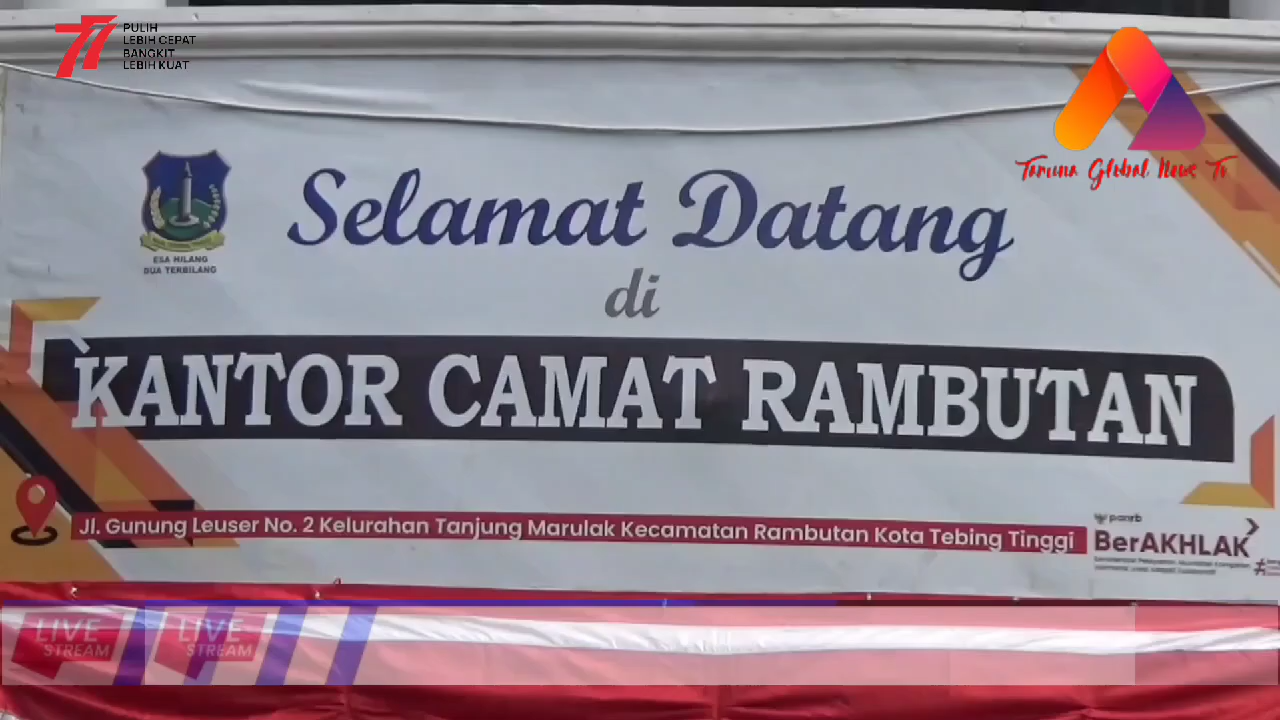 77 PULIH
LEBIH CEPAT
BANGKIT
LEBIH KUAT
Taruna Global News Tv
ESA HILANG
DUA TERBILANG
Selamat Datang
di
KANTOR CAMAT RAMBUTAN
Jl. Gunung Leuser No. 2 Kelurahan Tanjung Marulak Kecamatan Rambutan Kota Tebing Tinggi
panrb
BerAKHLAK
LIVE
STREAM
LIVE
STREAM